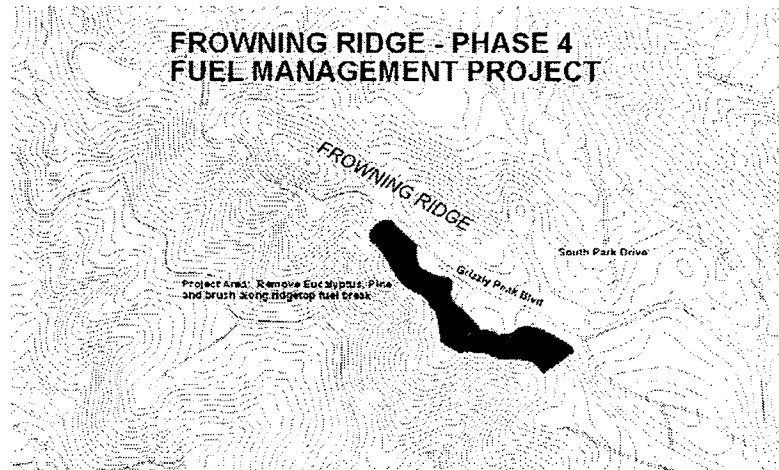 FROWNING RIDGE - PHASE 4
FUEL MANAGEMENT PROJECT
FROWNING RIDGE
South Park Drive
Grizzly Peak Blvd
Project Area: Remove Eucalyptus, Pine
and brush along ridgetop fuel break